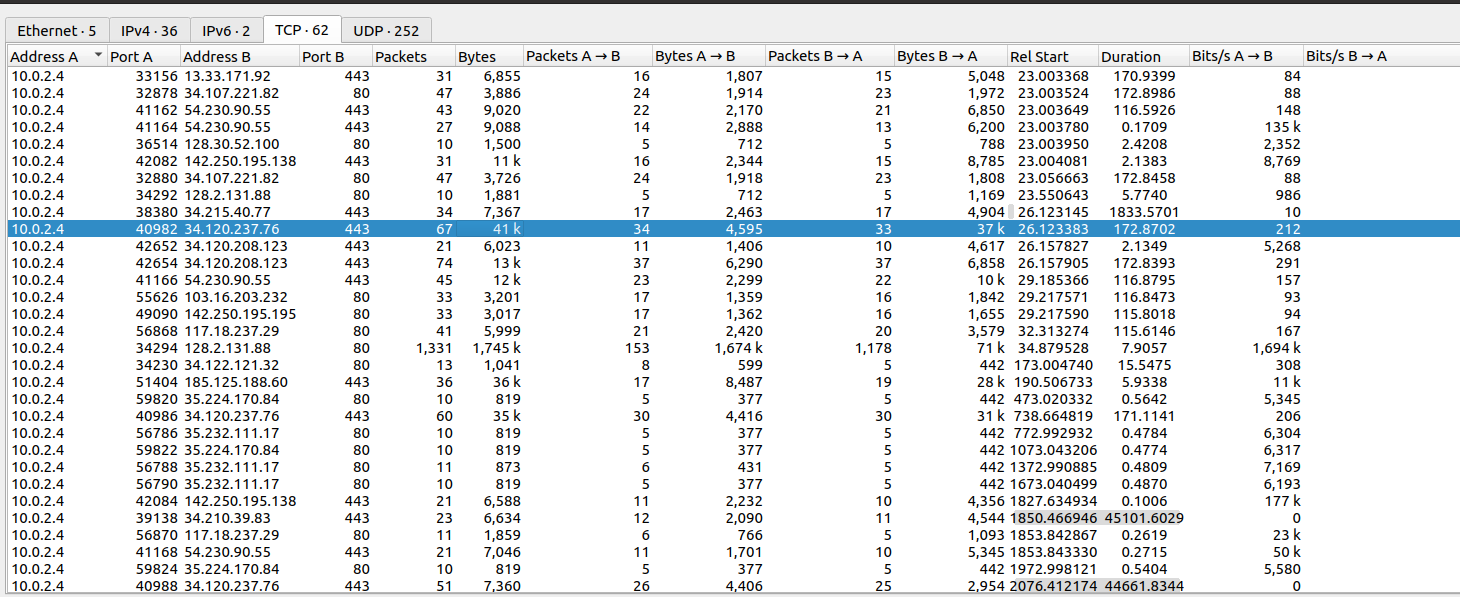 Ethernet · 5 IPv4 · 36 IPv6 · 2 TCP · 62 UDP · 252
Address A Port A Address B Port B Packets Bytes Packets A → B Bytes A → B Packets B → A Bytes B → A Rel Start Duration Bits/s A → B Bits/s B → A
10.0.2.4 33156 13.33.171.92 443 31 6,855 16 1,807 15 5,048 23.003368 170.9399 84
10.0.2.4 32878 34.107.221.82 80 47 3,886 24 1,914 23 1,972 23.003524 172.8986 88
10.0.2.4 41162 54.230.90.55 443 43 9,020 22 2,170 21 6,850 23.003649 116.5926 148
10.0.2.4 41164 54.230.90.55 443 27 9,088 14 2,888 13 6,200 23.003780 0.1709 135 k
10.0.2.4 36514 128.30.52.100 80 10 1,500 5 712 5 788 23.003950 2.4208 2,352
10.0.2.4 42082 142.250.195.138 443 31 11 k 16 2,344 15 8,785 23.004081 2.1383 8,769
10.0.2.4 32880 34.107.221.82 80 47 3,726 24 1,918 23 1,808 23.056663 172.8458 88
10.0.2.4 34292 128.2.131.88 80 10 1,881 5 712 5 1,169 23.550643 5.7740 986
10.0.2.4 38380 34.215.40.77 443 34 7,367 17 2,463 17 4,904 26.123145 1833.5701 10
10.0.2.4 40982 34.120.237.76 443 67 41 k 34 4,595 33 37 k 26.123383 172.8702 212
10.0.2.4 42652 34.120.208.123 443 21 6,023 11 1,406 10 4,617 26.157827 2.1349 5,268
10.0.2.4 42654 34.120.208.123 443 74 13 k 37 6,290 37 6,858 26.157905 172.8393 291
10.0.2.4 41166 54.230.90.55 443 45 12 k 23 2,299 22 10 k 29.185366 116.8795 157
10.0.2.4 55626 103.16.203.232 80 33 3,201 17 1,359 16 1,842 29.217571 116.8473 93
10.0.2.4 49090 142.250.195.195 80 33 3,017 17 1,362 16 1,655 29.217590 115.8018 94
10.0.2.4 56868 117.18.237.29 80 41 5,999 21 2,420 20 3,579 32.313274 115.6146 167
10.0.2.4 34294 128.2.131.88 80 1,331 1,745 k 153 1,674 k 1,178 71 k 34.879528 7.9057 1,694 k
10.0.2.4 34230 34.122.121.32 80 13 1,041 8 599 5 442 173.004740 15.5475 308
10.0.2.4 51404 185.125.188.60 443 36 36 k 17 8,487 19 28 k 190.506733 5.9338 11 k
10.0.2.4 59820 35.224.170.84 80 10 819 5 377 5 442 473.020332 0.5642 5,345
10.0.2.4 40986 34.120.237.76 443 60 35 k 30 4,416 30 31 k 738.664819 171.1141 206
10.0.2.4 56786 35.232.111.17 80 10 819 5 377 5 442 772.992932 0.4784 6,304
10.0.2.4 59822 35.224.170.84 80 10 819 5 377 5 442 1073.043206 0.4774 6,317
10.0.2.4 56788 35.232.111.17 80 11 873 6 431 5 442 1372.990885 0.4809 7,169
10.0.2.4 56790 35.232.111.17 80 10 819 5 377 5 442 1673.040499 0.4870 6,193
10.0.2.4 42084 142.250.195.138 443 21 6,588 11 2,232 10 4,356 1827.634934 0.1006 177 k
10.0.2.4 39138 34.210.39.83 443 23 6,634 12 2,090 11 4,544 1850.466946 45101.6029 0
10.0.2.4 56870 117.18.237.29 80 11 1,859 6 766 5 1,093 1853.842867 0.2619 23 k
10.0.2.4 41168 54.230.90.55 443 21 7,046 11 1,701 10 5,345 1853.843330 0.2715 50 k
10.0.2.4 59824 35.224.170.84 80 10 819 5 377 5 442 1972.998121 0.5404 5,580
10.0.2.4 40988 34.120.237.76 443 51 7,360 26 4,406 25 2,954 2076.412174 44661.8344 0